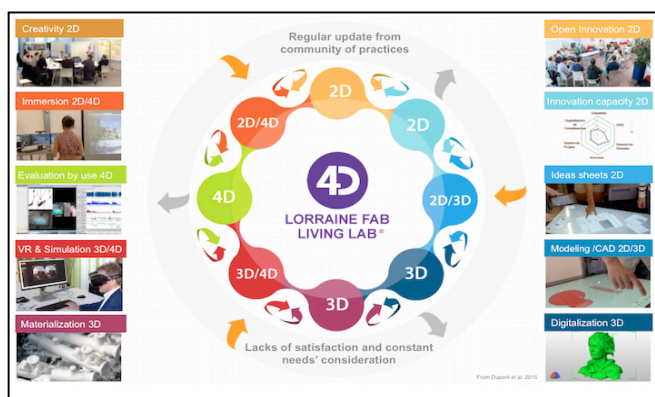 Creativity 2D
Immersion 2D/4D
Evaluation by use 4D
VR & Simulation 3D/4D
Materialization 3D
Regular update from
community of practices
2D
2D
2D/3D
3D
3D
3D/4D
4D
2D/4D
4D
LORRAINE FAB
LIVING LAB®
Lacks of satisfaction and constant
needs' consideration
Open Innovation 2D
Innovation capacity 2D
Ideas sheets 2D
Modeling /CAD 2D/3D
Digitalization 3D
From Dupont et al. 2015